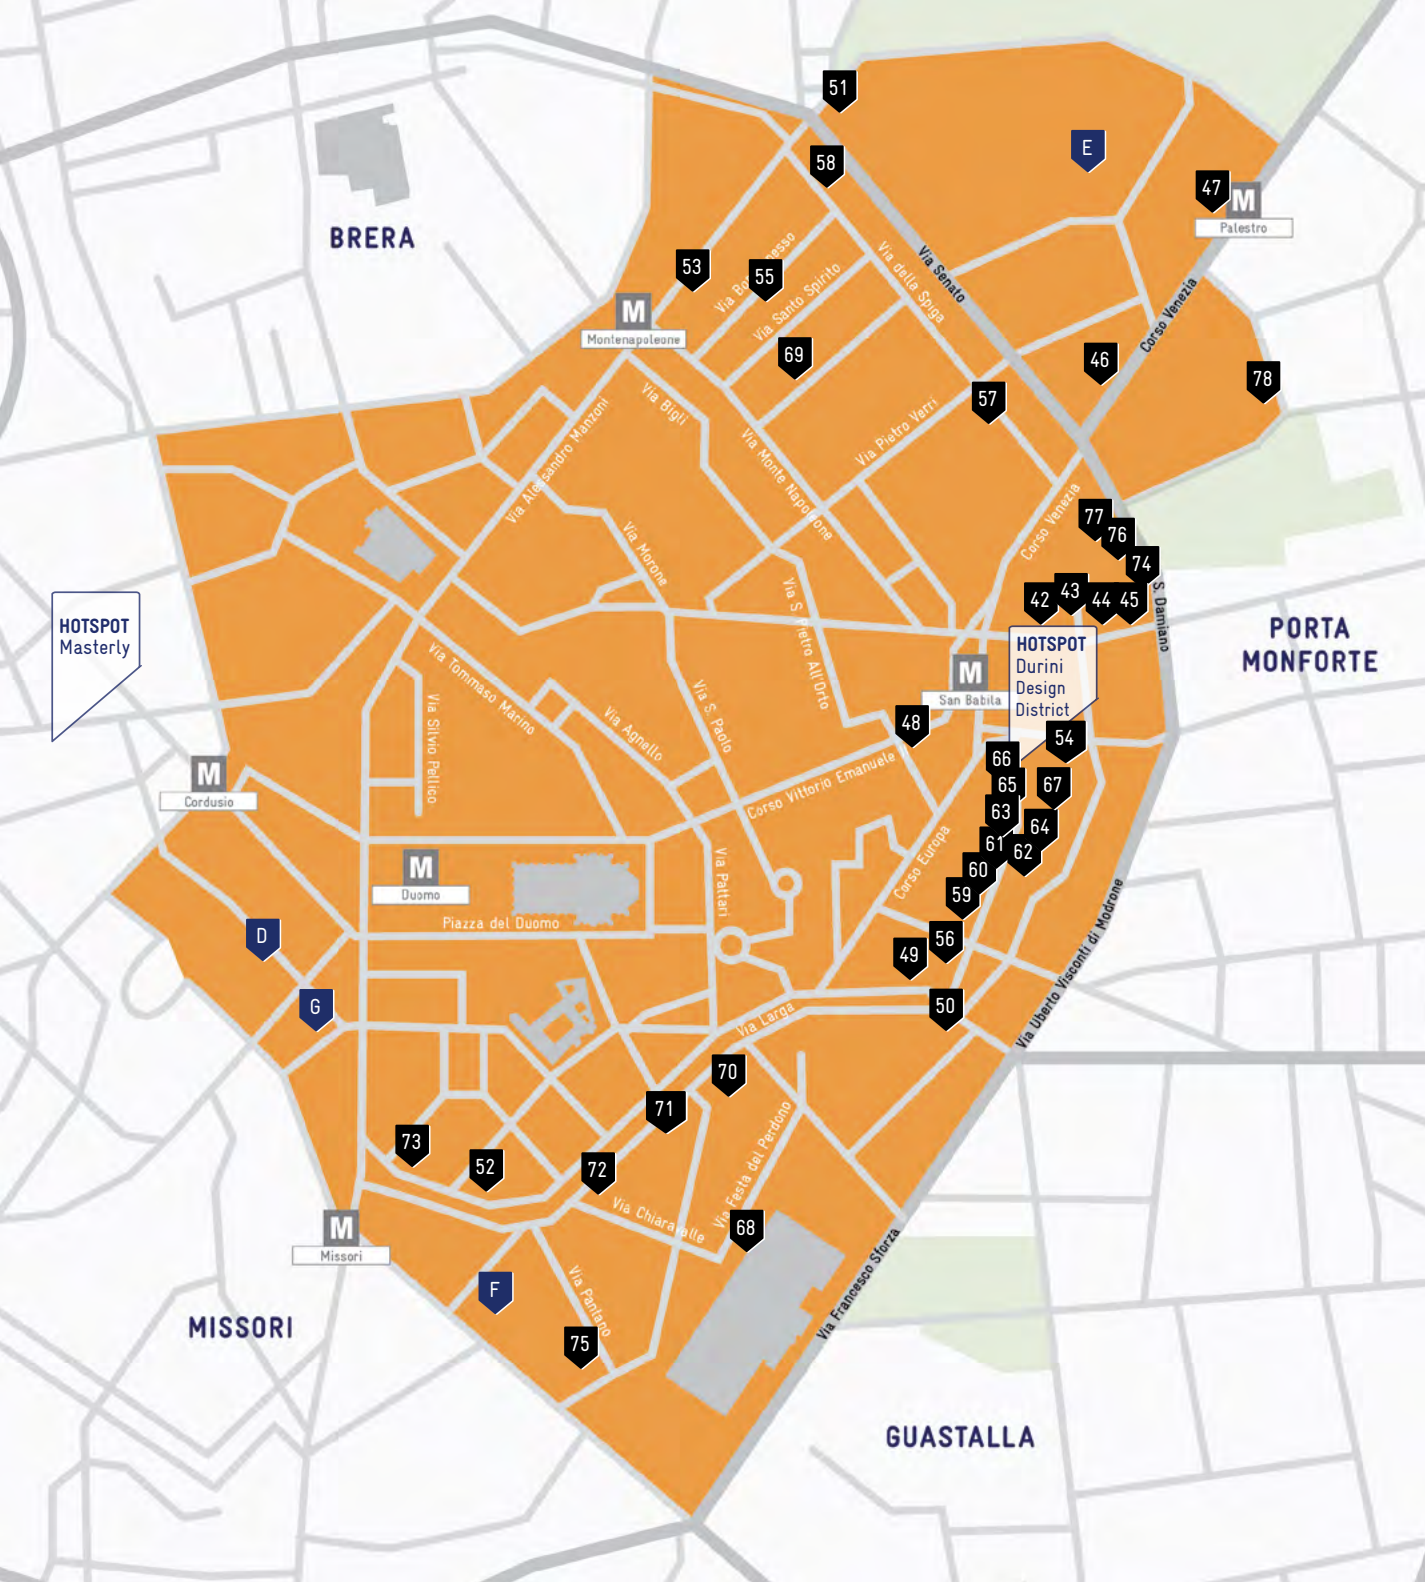 51
58
E
47
M
Palestro
BRERA
53
55
Via Santo Spirito
Via della Spiga
Via Senato
M
Montenapoleone
69
Corso Venezia
46
78
57
Via Bigli
Via Pietro Verri
Via Alessandro Manzoni
Via Monte Napoleone
Corso Venezia
77
76
74
Via Morone
42
43
44
45
S. Damiano
HOTSPOT
Masterly
Via S Pietro All'Orto
HOTSPOT
Durini
Design
District
PORTA
MONFORTE
M
San Babila
Via Tommaso Marino
Via Silvio Pellico
Via Agnello
Via S. Paolo
48
54
M
Cordusio
Corso Vittorio Emanuele
66
65
67
63
64
61
62
60
59
Corso Europa
M
Duomo
Via Pattari
Piazza del Duomo
D
56
49
Via Uberto Visconti di Modrone
G
50
Via Larga
70
71
73
52
72
Via Festa del Perdono
Via Chiaravalle
68
M
Missori
Via Francesco Sforza
F
Via Pantano
75
MISSORI
GUASTALLA